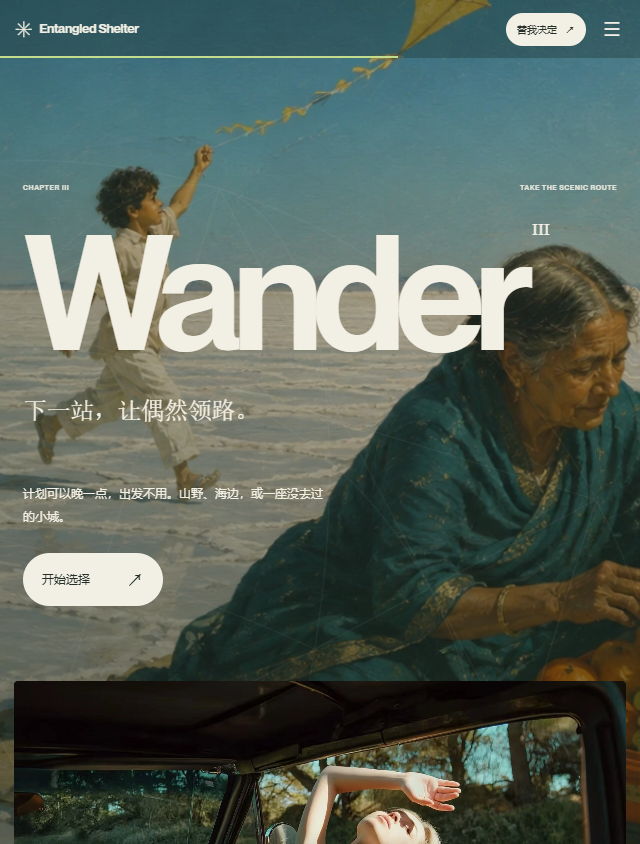 Entangled Shelter
替我决定 ↗
CHAPTER III
TAKE THE SCENIC ROUTE
Wander
III
下一站，让偶然领路。
计划可以晚一点，出发不用。山野、海边，或一座没去过
的小城。
开始选择 ↗